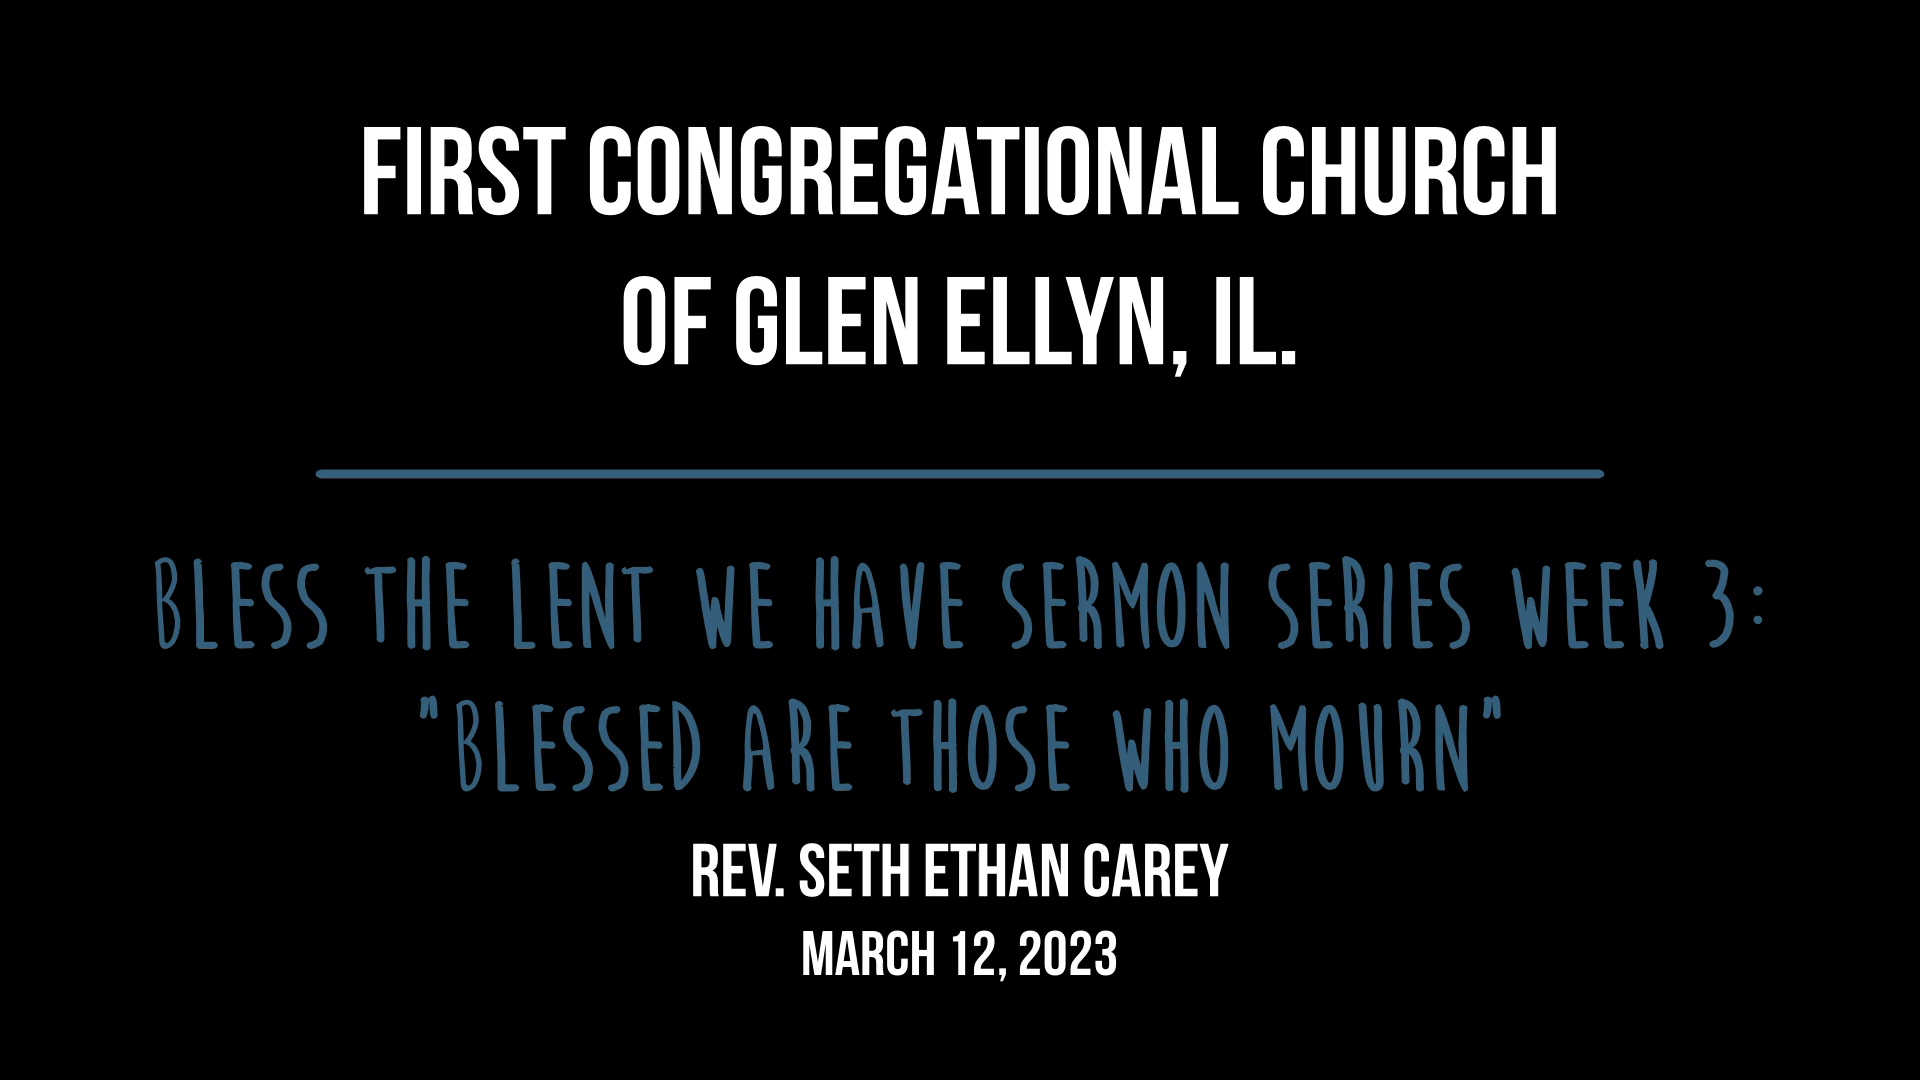 FIRST CONGREGATIONAL CHURCH
OF GLEN ELLYN, IL.
BLESS THE LENT WE HAVE SERMON SERIES WEEK 3:
"BLESSED ARE THOSE WHO MOURN"
REV. SETH ETHAN CAREY
MARCH 12, 2023